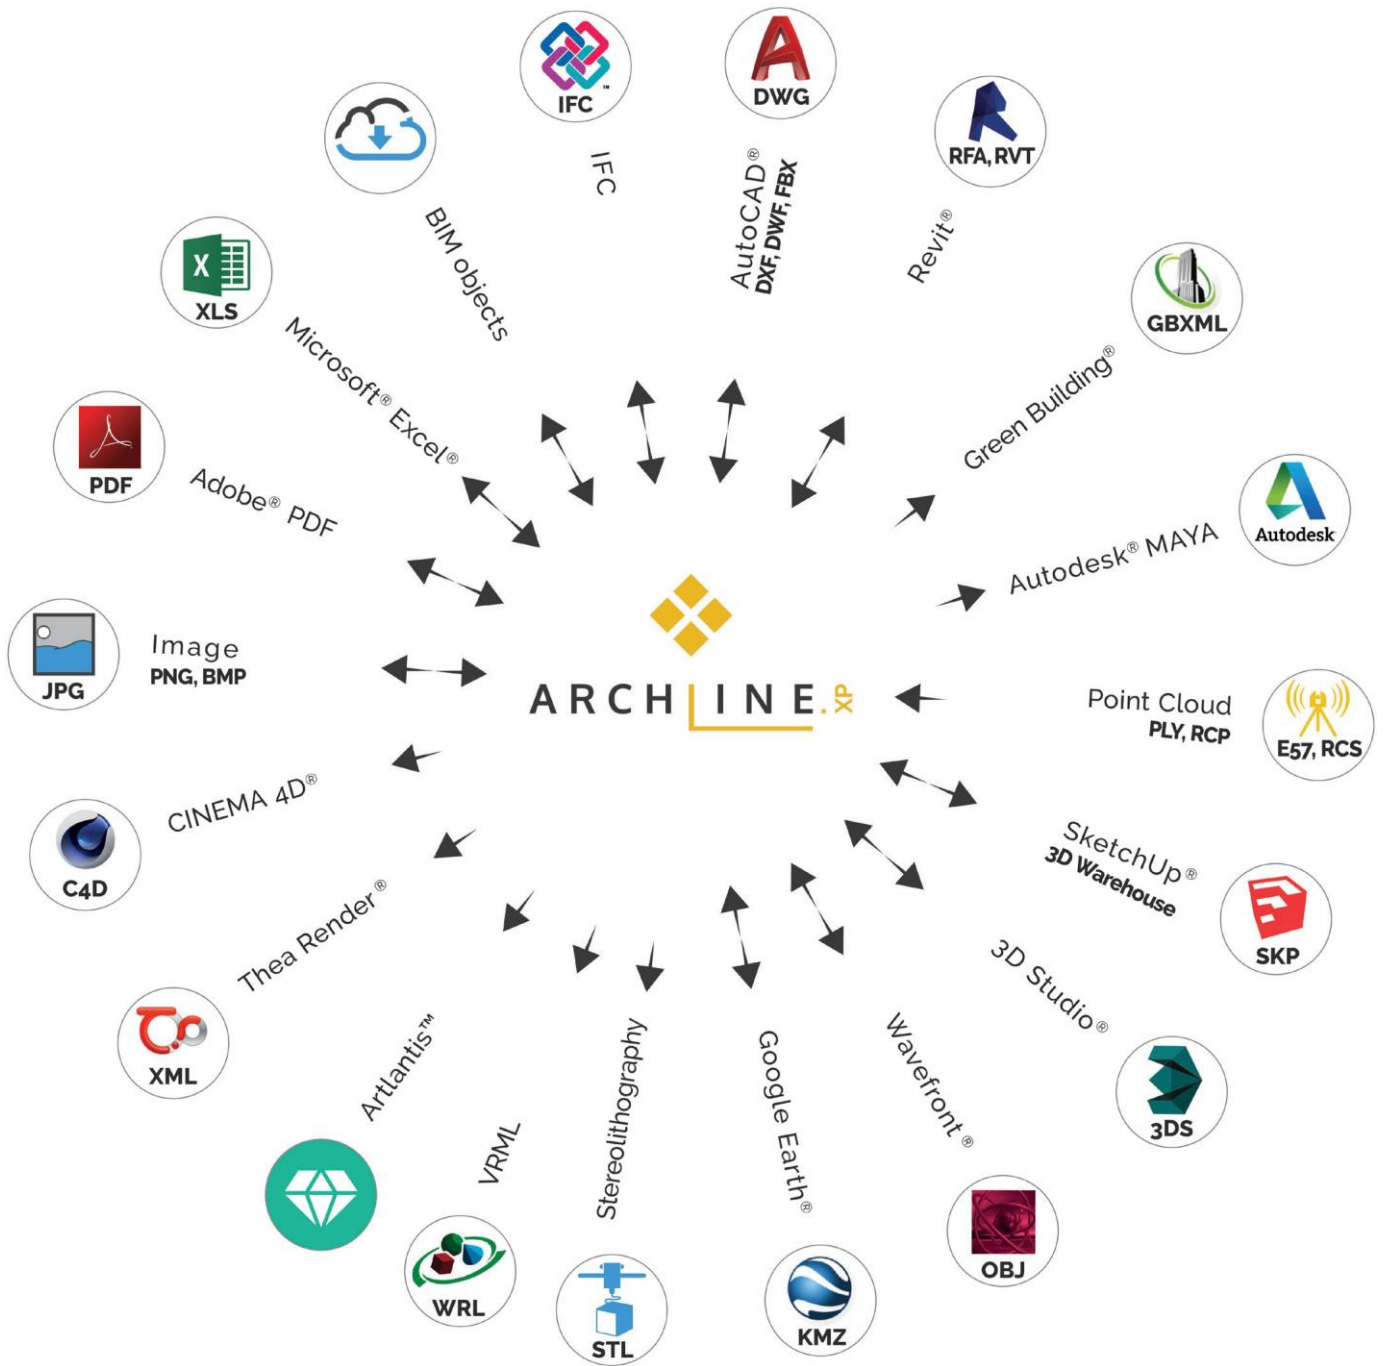 IFC
™
IFC
DWG
AutoCAD®
DXF, DWF, FBX
RFA, RVT
Revit®
GBXML
Green Building®
Autodesk
Autodesk® MAYA
Point Cloud
PLY, RCP
E57, RCS
SketchUp®
3D Warehouse
SKP
3D Studio®
3DS
Wavefront®
OBJ
Google Earth®
KMZ
Stereolithography
STL
VRML
WRL
Artlantis™
Thea Render®
XML
CINEMA 4D®
C4D
Image
PNG, BMP
JPG
Adobe® PDF
PDF
Microsoft® Excel®
X
XLS
BIM objects
ARCHLINE.XP